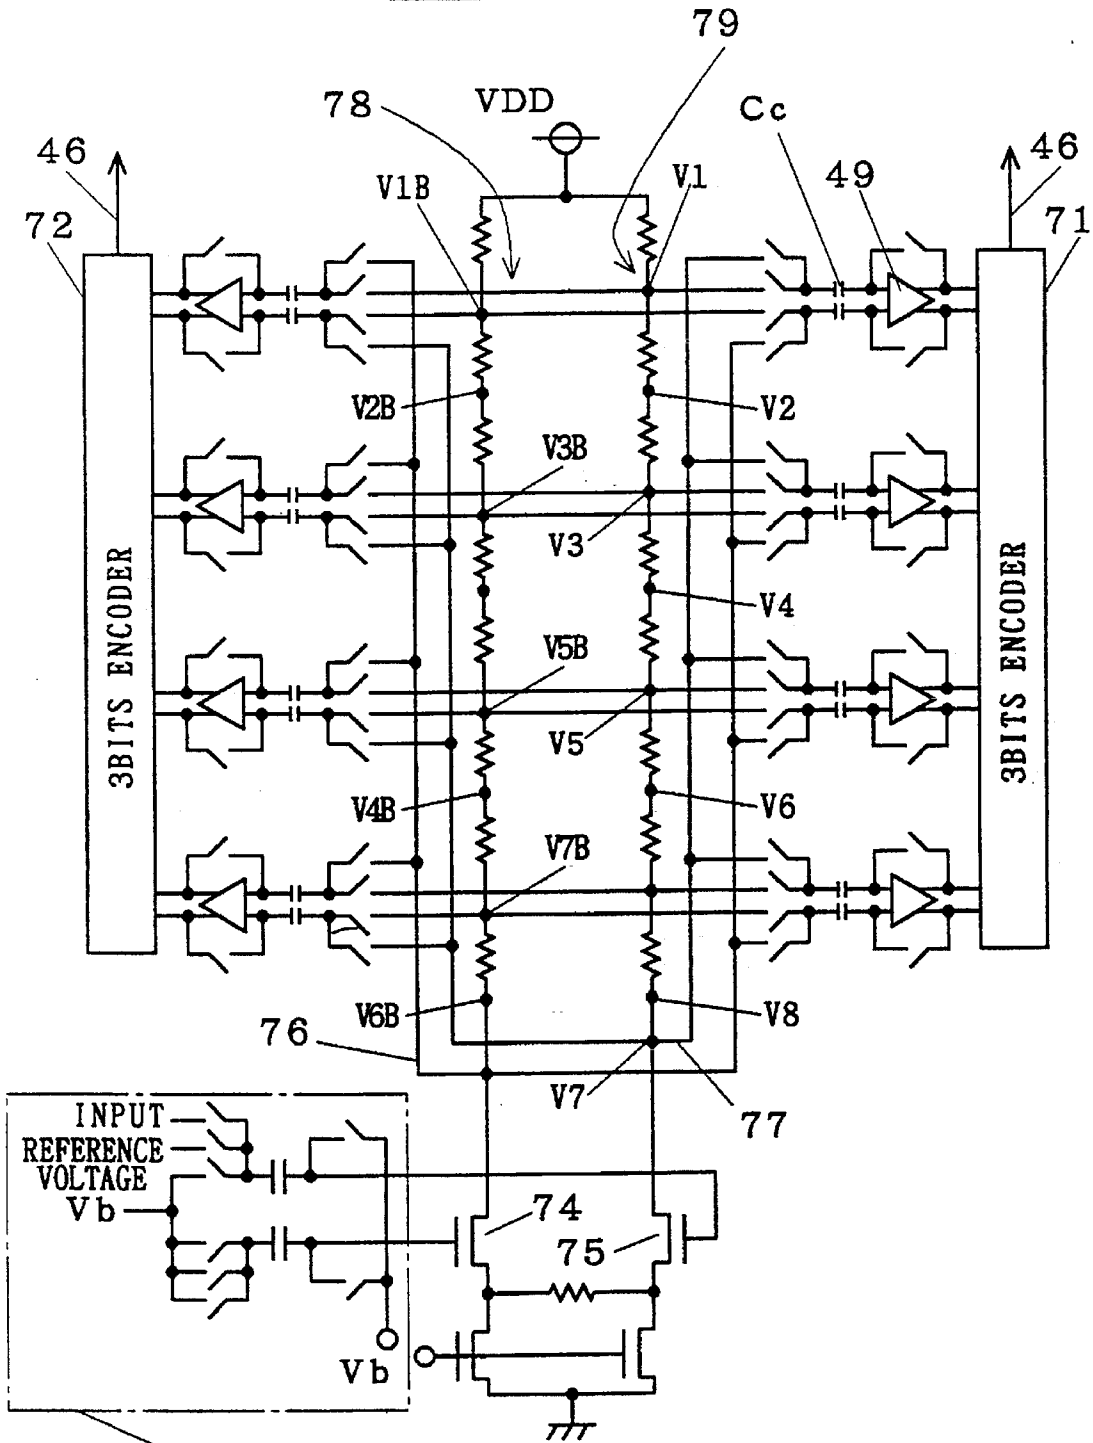 79
78
VDD
Cc
46
V1B
V1
49
46
72
71
V2B
V2
V3B
V3
V4
3BITS ENCODER
3BITS ENCODER
V5B
V5
V4B
V6
V7B
V6B
V8
76
V7
77
INPUT
REFERENCE
VOLTAGE
Vb
74
75
Vb